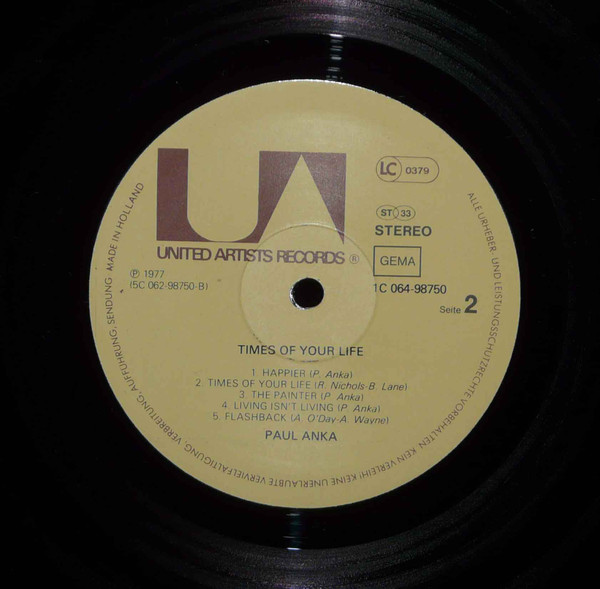 UA
UNITED ARTISTS RECORDS ®
LC 0379
ST 33
STEREO
GEMA
℗ 1977
(5C 062-98750-B)
1C 064-98750
Seite 2
TIMES OF YOUR LIFE
1. HAPPIER (P. Anka)
2. TIMES OF YOUR LIFE (R. Nichols-B. Lane)
3. THE PAINTER (P. Anka)
4. LIVING ISN'T LIVING (P. Anka)
5. FLASHBACK (A. O'Day-A. Wayne)
PAUL ANKA
ALLE URHEBER- UND LEISTUNGSSCHUTZRECHTE VORBEHALTEN. KEIN VERLEIH! KEINE UNERLAUBTE VERVIELFÄLTIGUNG, VERBREITUNG, AUFFÜHRUNG, SENDUNG MADE IN HOLLAND